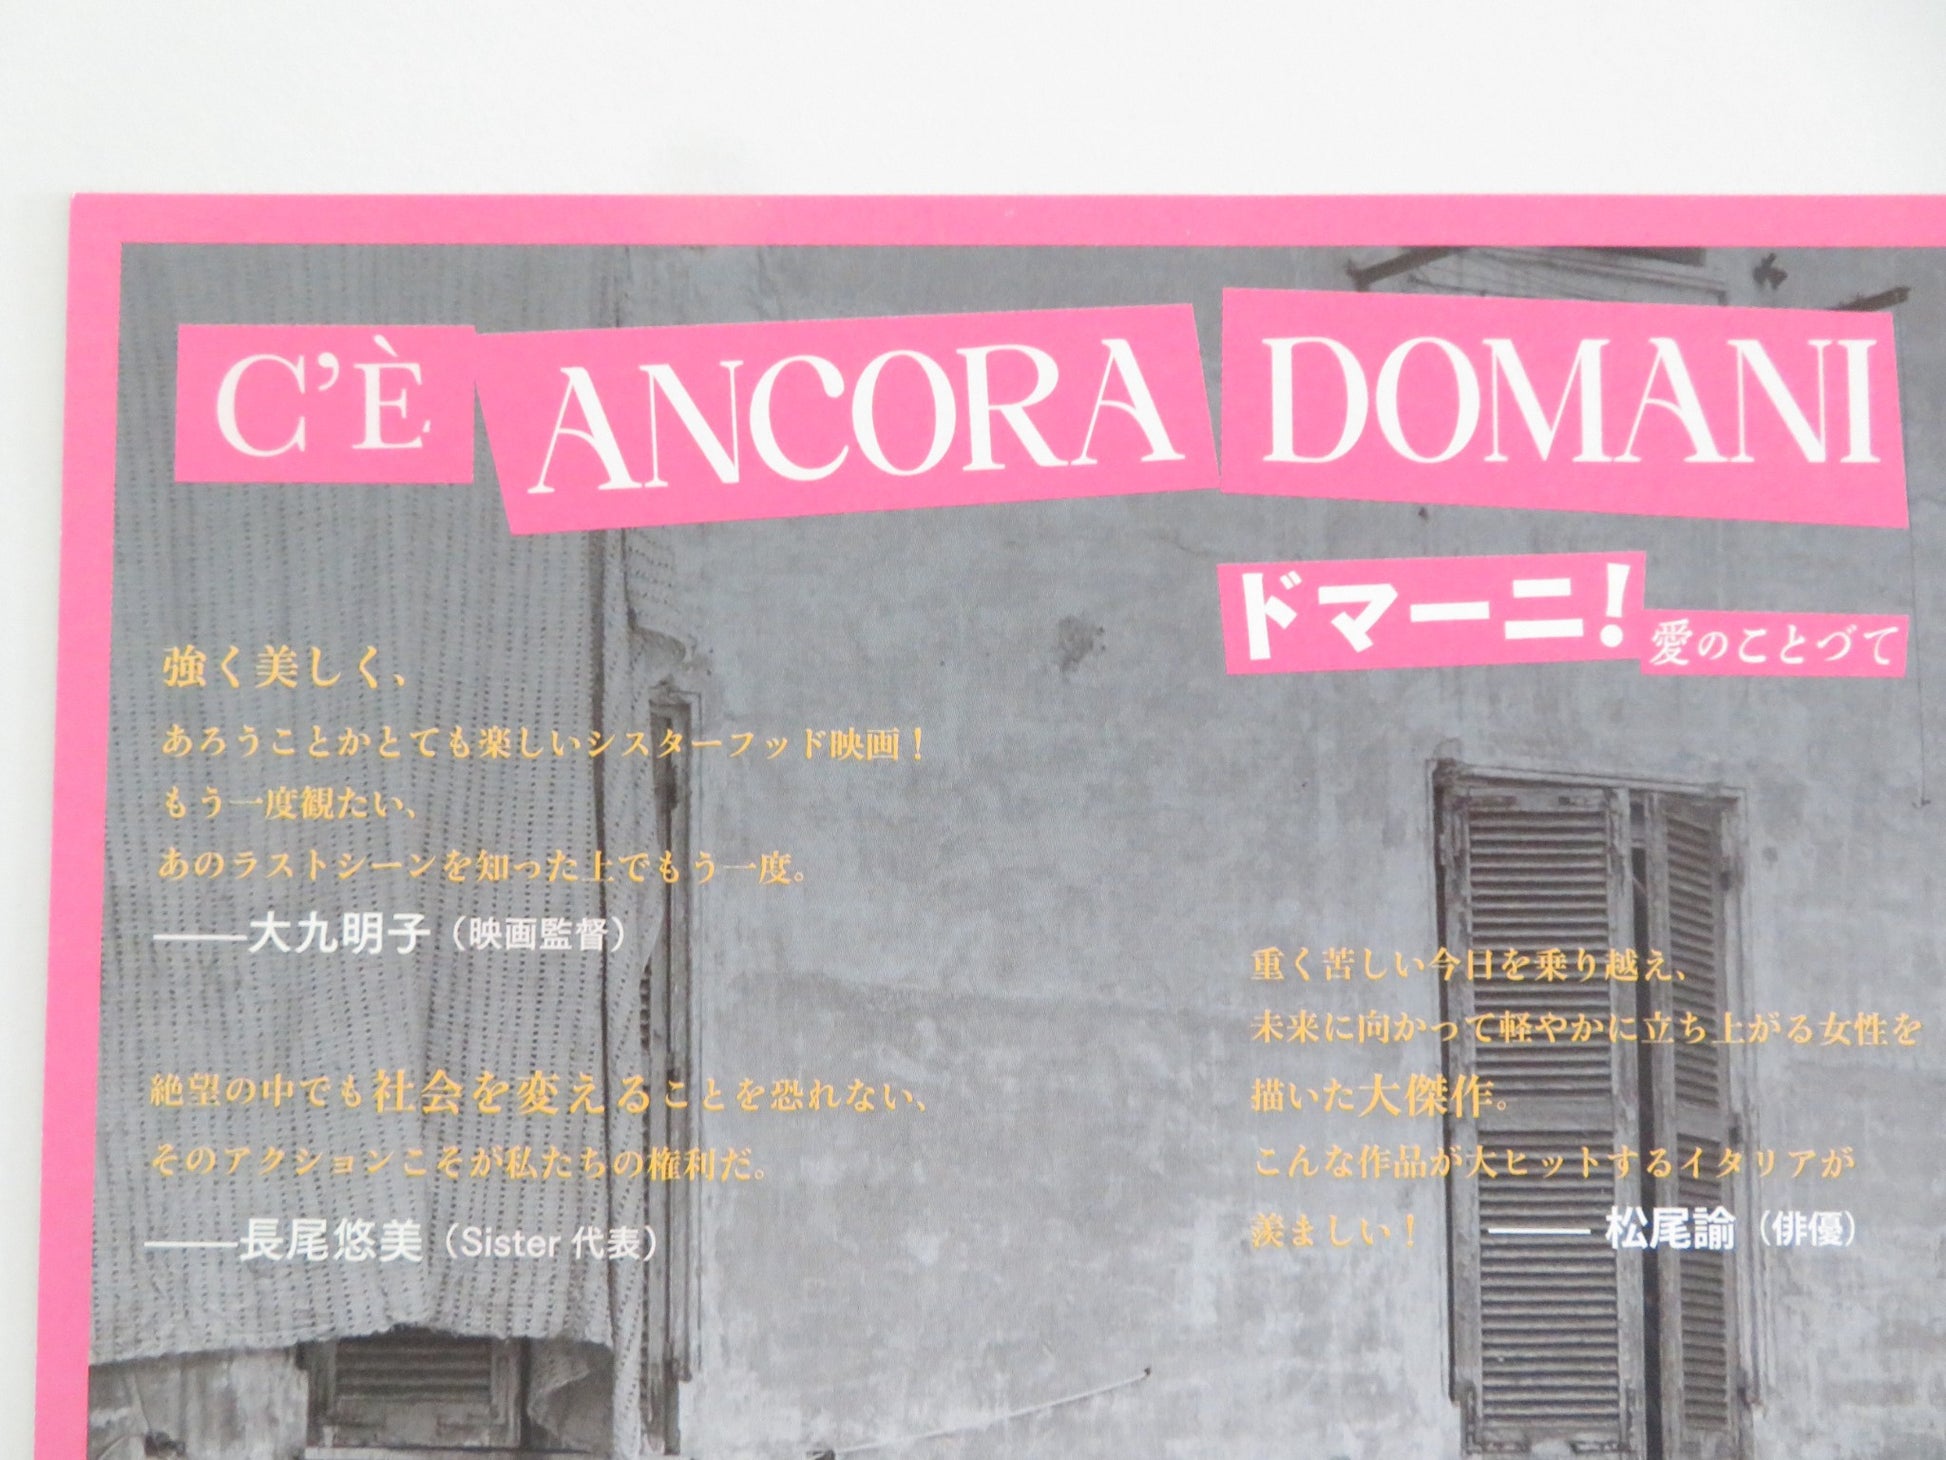 C'È ANCORA DOMANI
ドマーニ! 愛のことづて
強く美しく、
あろうことかとても楽しいシスターフッド映画!
もう一度観たい、
あのラストシーンを知った上でもう一度。
——大九明子（映画監督）
絶望の中でも社会を変えることを恐れない、
そのアクションこそが私たちの権利だ。
——長尾悠美（Sister 代表）
重く苦しい今日を乗り越え、
未来に向かって軽やかに立ち上がる女性を
描いた大傑作。
こんな作品が大ヒットするイタリアが
羨ましい! ——松尾諭（俳優）